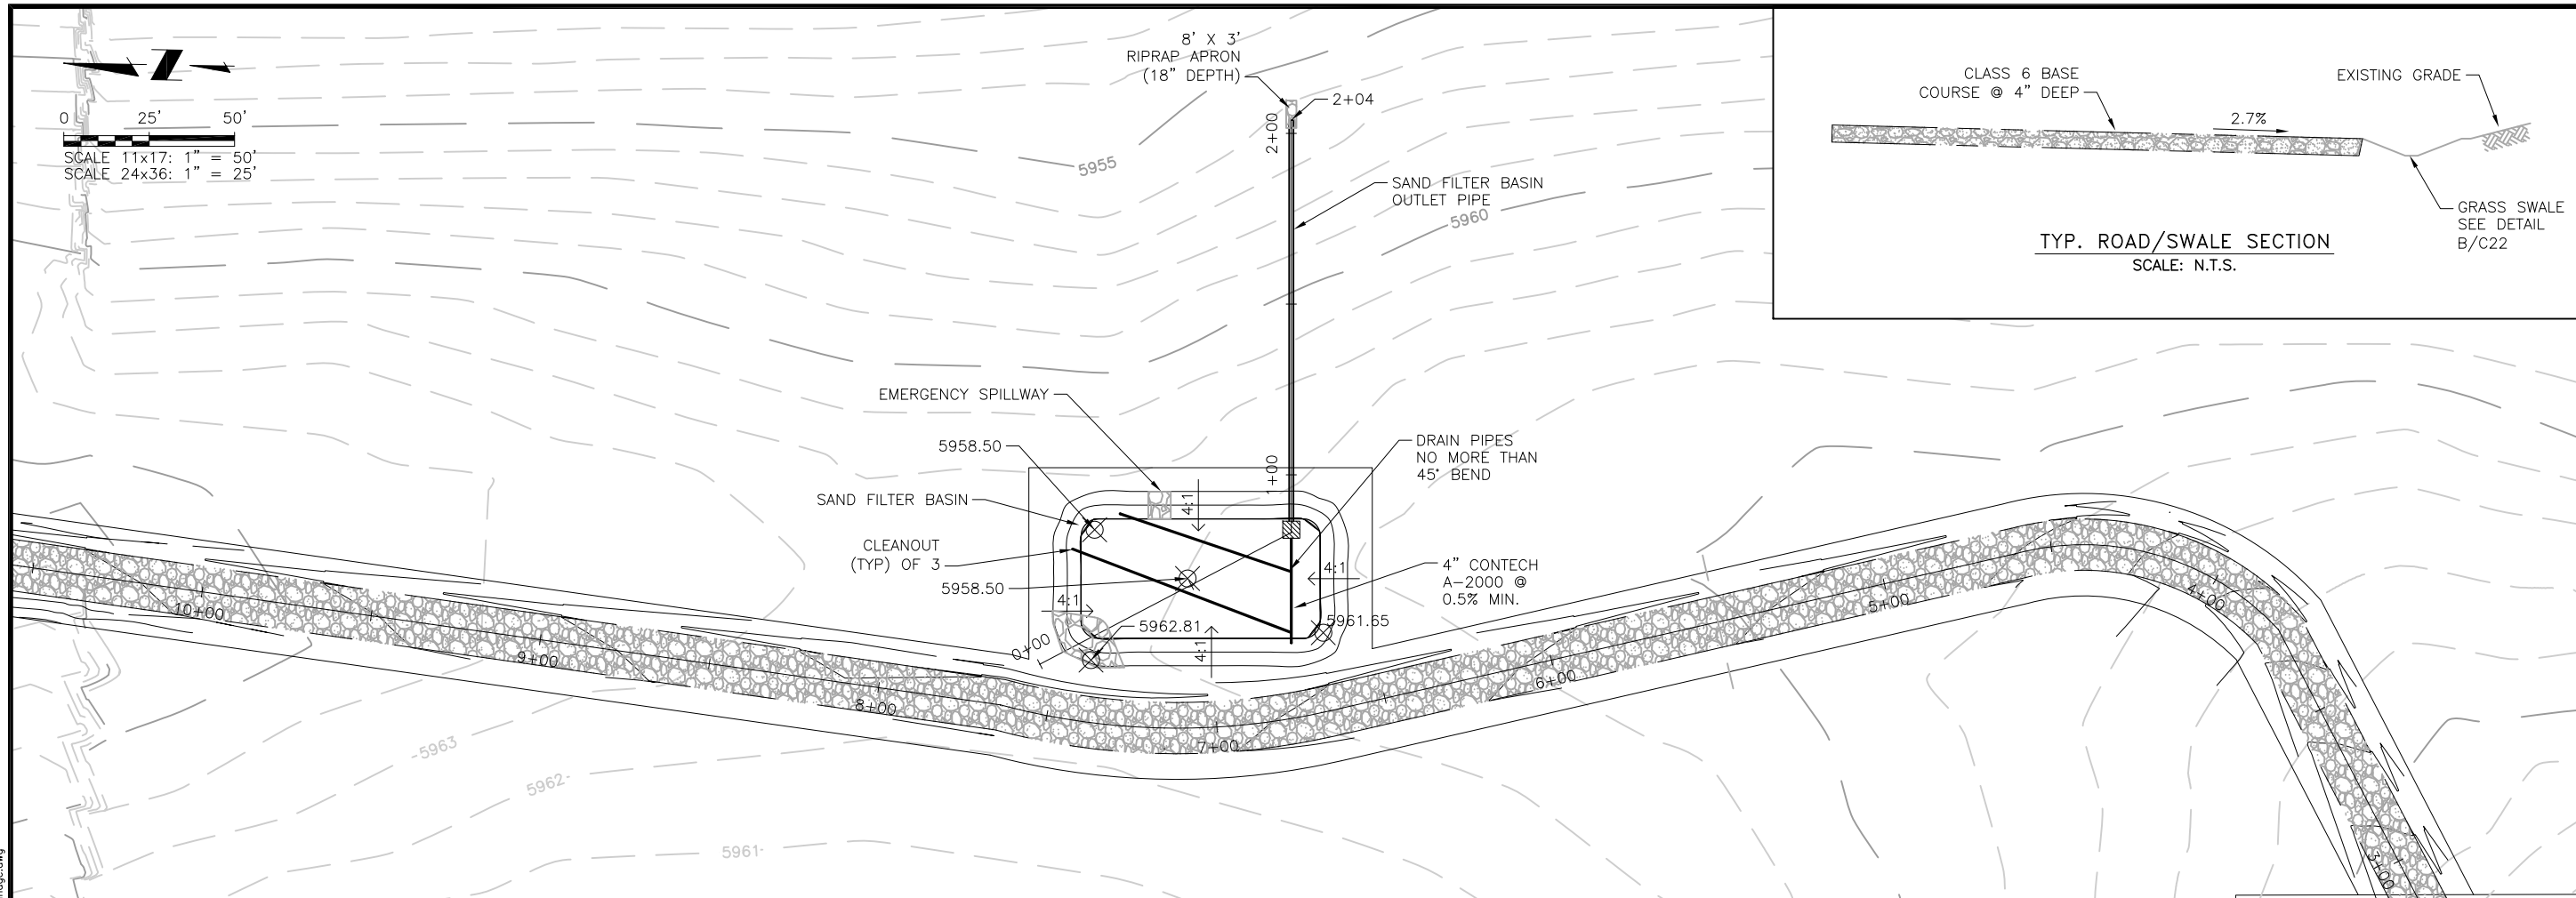 0 25' 50'
SCALE 11x17: 1" = 50'
SCALE 24x36: 1" = 25'
8' X 3'
RIPRAP APRON
(18" DEPTH)
2+04
2+00
5955
SAND FILTER BASIN
OUTLET PIPE
5960
CLASS 6 BASE
COURSE @ 4" DEEP
2.7%
EXISTING GRADE
GRASS SWALE
SEE DETAIL
B/C22
TYP. ROAD/SWALE SECTION
SCALE: N.T.S.
EMERGENCY SPILLWAY
5958.50
SAND FILTER BASIN
CLEANOUT
(TYP) OF 3
5958.50
1+00
4:1
DRAIN PIPES
NO MORE THAN
45° BEND
4:1
4" CONTECH
A-2000 @
0.5% MIN.
4:1
5962.81
5961.65
0+00
4:1
10+00
9+00
8+00
7+00
6+00
5+00
4+00
3+00
5963
5962
5961